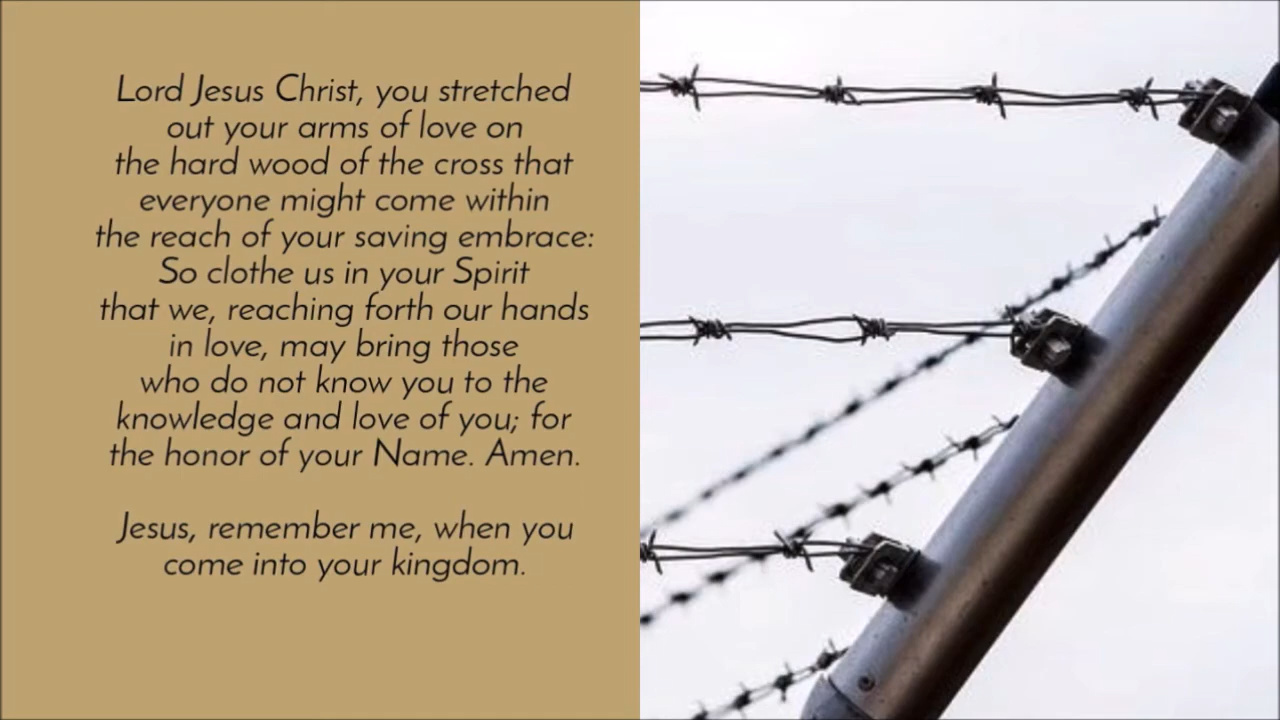 Lord Jesus Christ, you stretched
out your arms of love on
the hard wood of the cross that
everyone might come within
the reach of your saving embrace:
So clothe us in your Spirit
that we, reaching forth our hands
in love, may bring those
who do not know you to the
knowledge and love of you; for
the honor of your Name. Amen.
Jesus, remember me, when you
come into your kingdom.